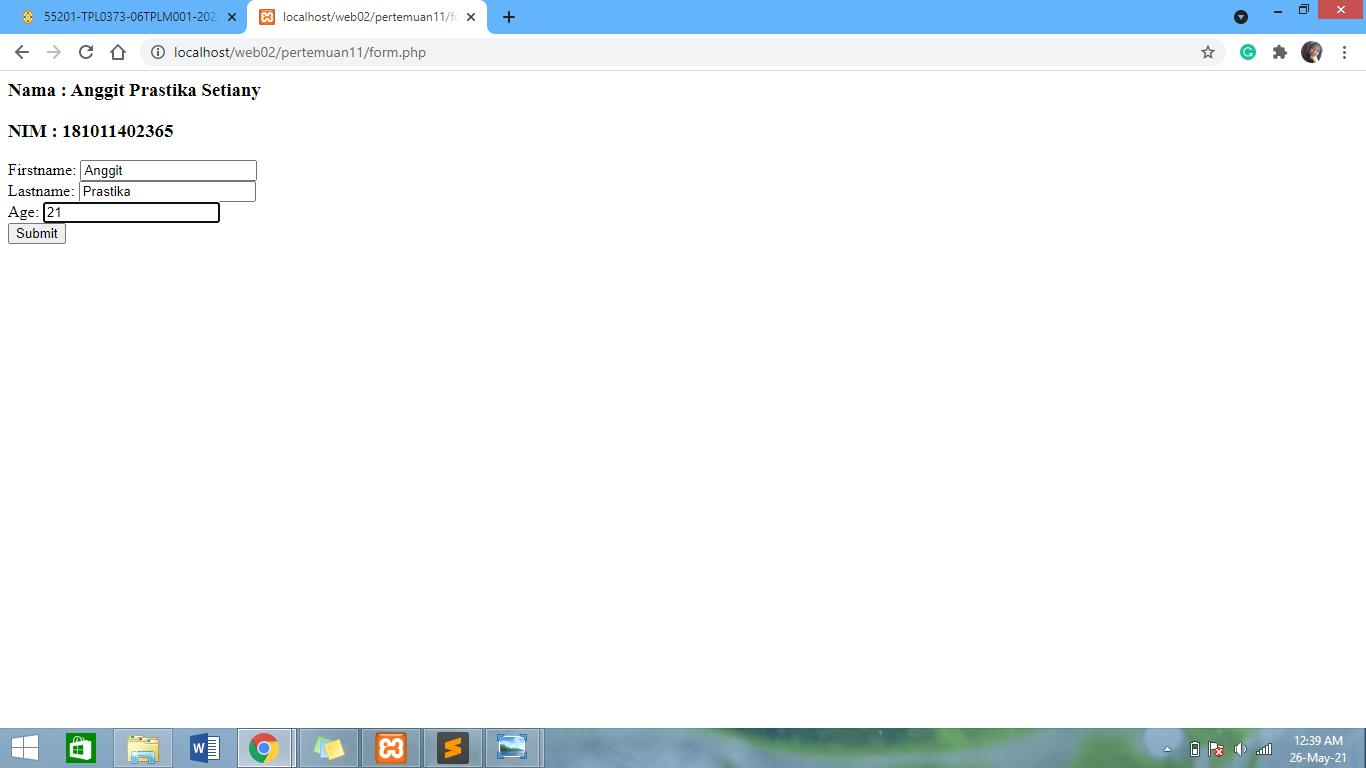 55201-TPL0373-06TPLM001-202
localhost/web02/pertemuan11/fo
localhost/web02/pertemuan11/form.php
Nama : Anggit Prastika Setiany
NIM : 181011402365
Firstname: Anggit
Lastname: Prastika
Age: 21
Submit
12:39 AM
26-May-21